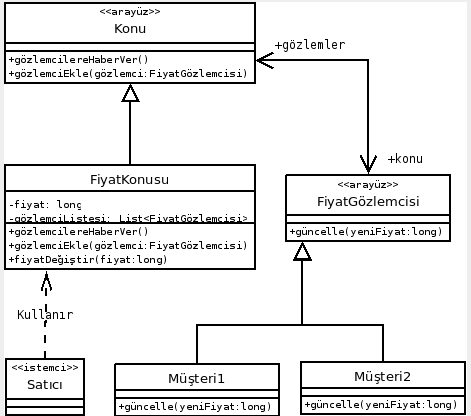 <<arayüz>>
Konu
+gözlemcilereHaberVer()
+gözlemciEkle(gözlemci:FiyatGözlemcisi)
+gözlemler
+konu
FiyatKonusu
-fiyat: long
-gözlemciListesi: List<FiyatGözlemcisi>
+gözlemcilereHaberVer()
+gözlemciEkle(gözlemci:FiyatGözlemcisi)
+fiyatDeğiştir(fiyat:long)
<<arayüz>>
FiyatGözlemcisi
+güncelle(yeniFiyat:long)
Kullanır
<<istemci>>
Satıcı
Müşteri1
+güncelle(yeniFiyat:long)
Müşteri2
+güncelle(yeniFiyat:long)